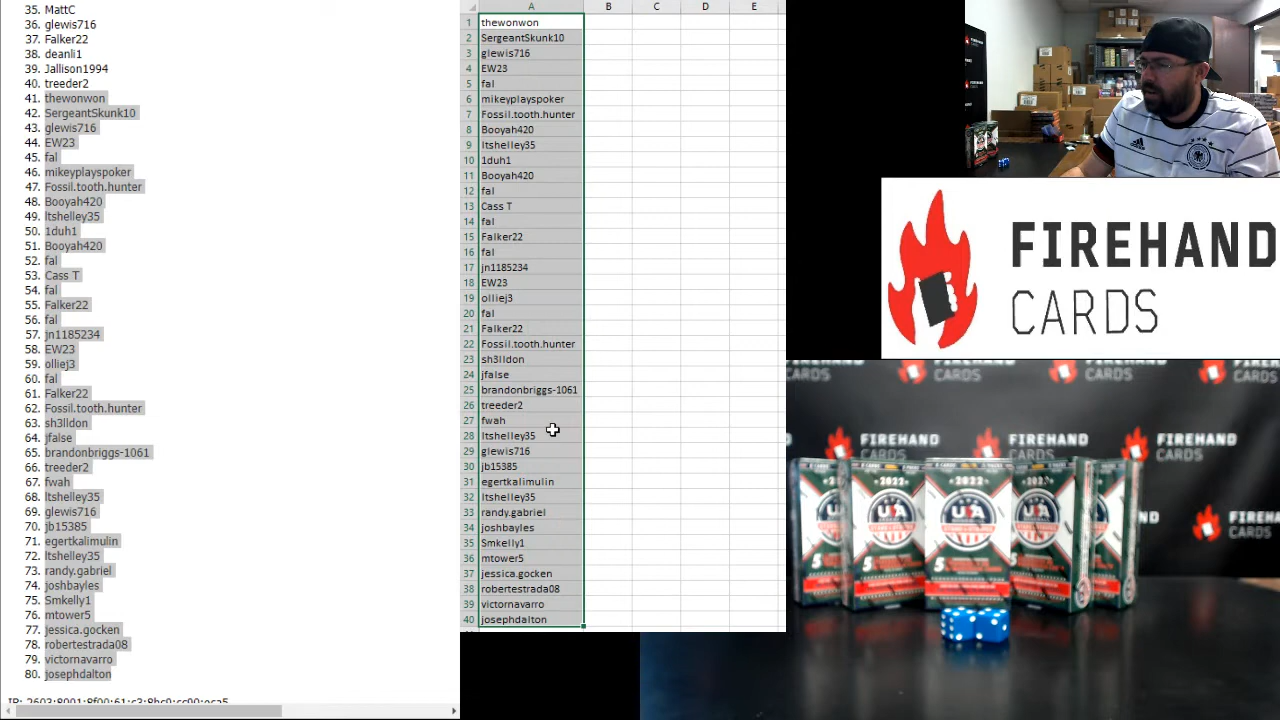 35. MattC
36. glewis716
37. Falker22
38. deanli1
39. Jallison1994
40. treeder2
41. thewonwon
42. SergeantSkunk10
43. glewis716
44. EW23
45. fal
46. mikeyplayspoker
47. Fossil.tooth.hunter
48. Booyah420
49. ltshelley35
50. 1duh1
51. Booyah420
52. fal
53. Cass T
54. fal
55. Falker22
56. fal
57. jn1185234
58. EW23
59. olliej3
60. fal
61. Falker22
62. Fossil.tooth.hunter
63. sh3lldon
64. jfalse
65. brandonbriggs-1061
66. treeder2
67. fwah
68. ltshelley35
69. glewis716
70. jb15385
71. egertkalimulin
72. ltshelley35
73. randy.gabriel
74. joshbayles
75. Smkelly1
76. mtower5
77. jessica.gocken
78. robertestrada08
79. victornavarro
80. josephdalton
A B C D E
1 thewonwon
2 SergeantSkunk10
3 glewis716
4 EW23
5 fal
6 mikeyplayspoker
7 Fossil.tooth.hunter
8 Booyah420
9 ltshelley35
10 1duh1
11 Booyah420
12 fal
13 Cass T
14 fal
15 Falker22
16 fal
17 jn1185234
18 EW23
19 olliej3
20 fal
21 Falker22
22 Fossil.tooth.hunter
23 sh3lldon
24 jfalse
25 brandonbriggs-1061
26 treeder2
27 fwah
28 ltshelley35
29 glewis716
30 jb15385
31 egertkalimulin
32 ltshelley35
33 randy.gabriel
34 joshbayles
35 Smkelly1
36 mtower5
37 jessica.gocken
38 robertestrada08
39 victornavarro
40 josephdalton
FIREHAND
CARDS
FIREHAND
CARDS
FIREHAND
CARDS
2022
USA
5